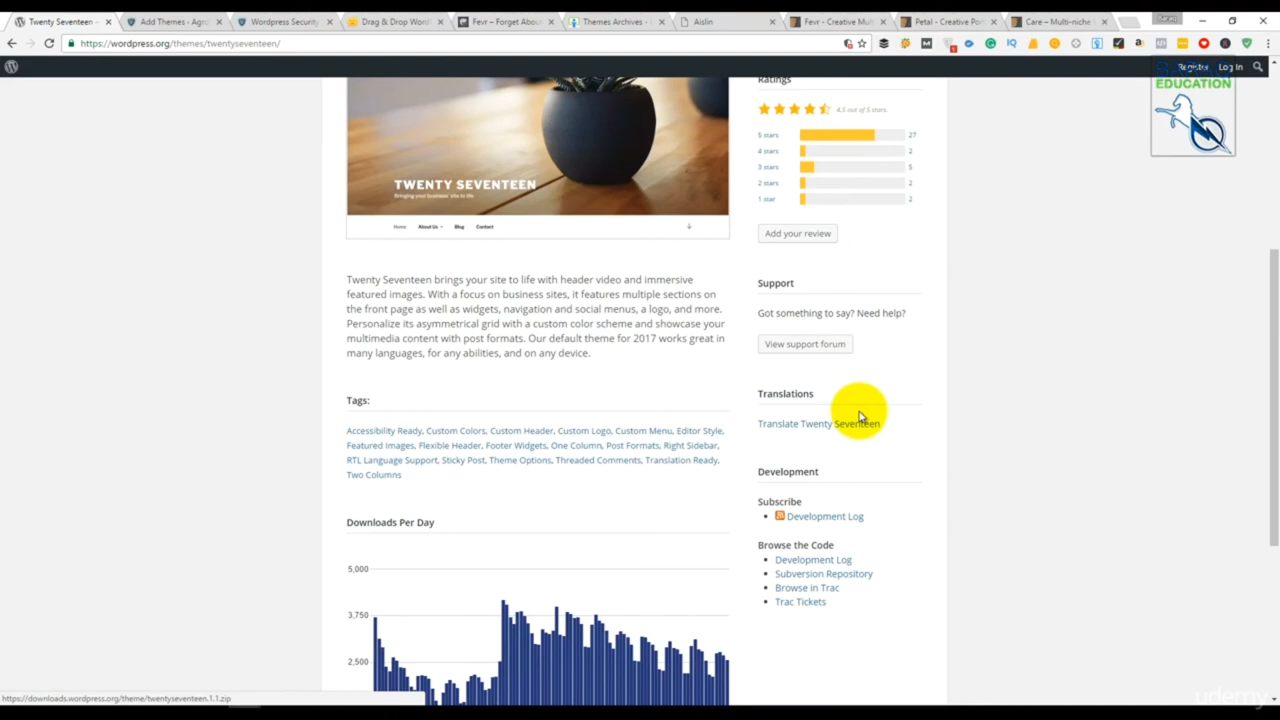 Twenty Seventeen –
Add Themes ‹ Agro
Wordpress Security
Drag & Drop Word
Fevr – Forget Abou
Themes Archives -
Aislin
Fevr - Creative Mult
Petal - Creative Por
Care – Multi-niche
https://wordpress.org/themes/twentyseventeen/
Register Log In
EDUCATION
Ratings
4.5 out of 5 stars.
5 stars 27
4 stars 2
3 stars 5
2 stars 2
1 star 2
Add your review
TWENTY SEVENTEEN
Bringing your business' site to life
Home About Us Blog Contact
Twenty Seventeen brings your site to life with header video and immersive
featured images. With a focus on business sites, it features multiple sections on
the front page as well as widgets, navigation and social menus, a logo, and more.
Personalize its asymmetrical grid with a custom color scheme and showcase your
multimedia content with post formats. Our default theme for 2017 works great in
many languages, for any abilities, and on any device.
Support
Got something to say? Need help?
View support forum
Translations
Translate Twenty Seventeen
Tags:
Accessibility Ready, Custom Colors, Custom Header, Custom Logo, Custom Menu, Editor Style,
Featured Images, Flexible Header, Footer Widgets, One Column, Post Formats, Right Sidebar,
RTL Language Support, Sticky Post, Theme Options, Threaded Comments, Translation Ready,
Two Columns
Development
Subscribe
Development Log
Browse the Code
Development Log
Subversion Repository
Browse in Trac
Trac Tickets
Downloads Per Day
5,000
3,750
2,500
https://downloads.wordpress.org/theme/twentyseventeen.1.1.zip
udemy